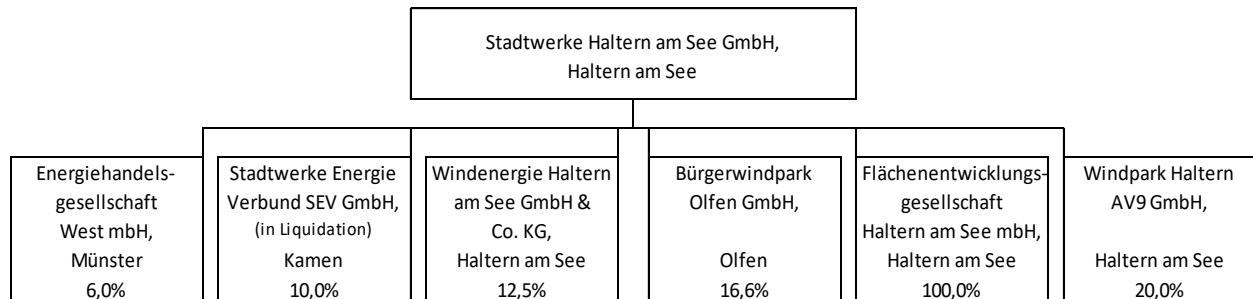 Stadtwerke Haltern am See GmbH,
Haltern am See
Energiehandels-
gesellschaft
West mbH,
Münster
6,0%
Stadtwerke Energie
Verbund SEV GmbH,
(in Liquidation)
Kamen
10,0%
Windenergie Haltern
am See GmbH &
Co. KG,
Haltern am See
12,5%
Bürgerwindpark
Olfen GmbH,
Olfen
16,6%
Flächenentwicklungs-
gesellschaft
Haltern am See mbH,
Haltern am See
100,0%
Windpark Haltern
AV9 GmbH,
Haltern am See
20,0%